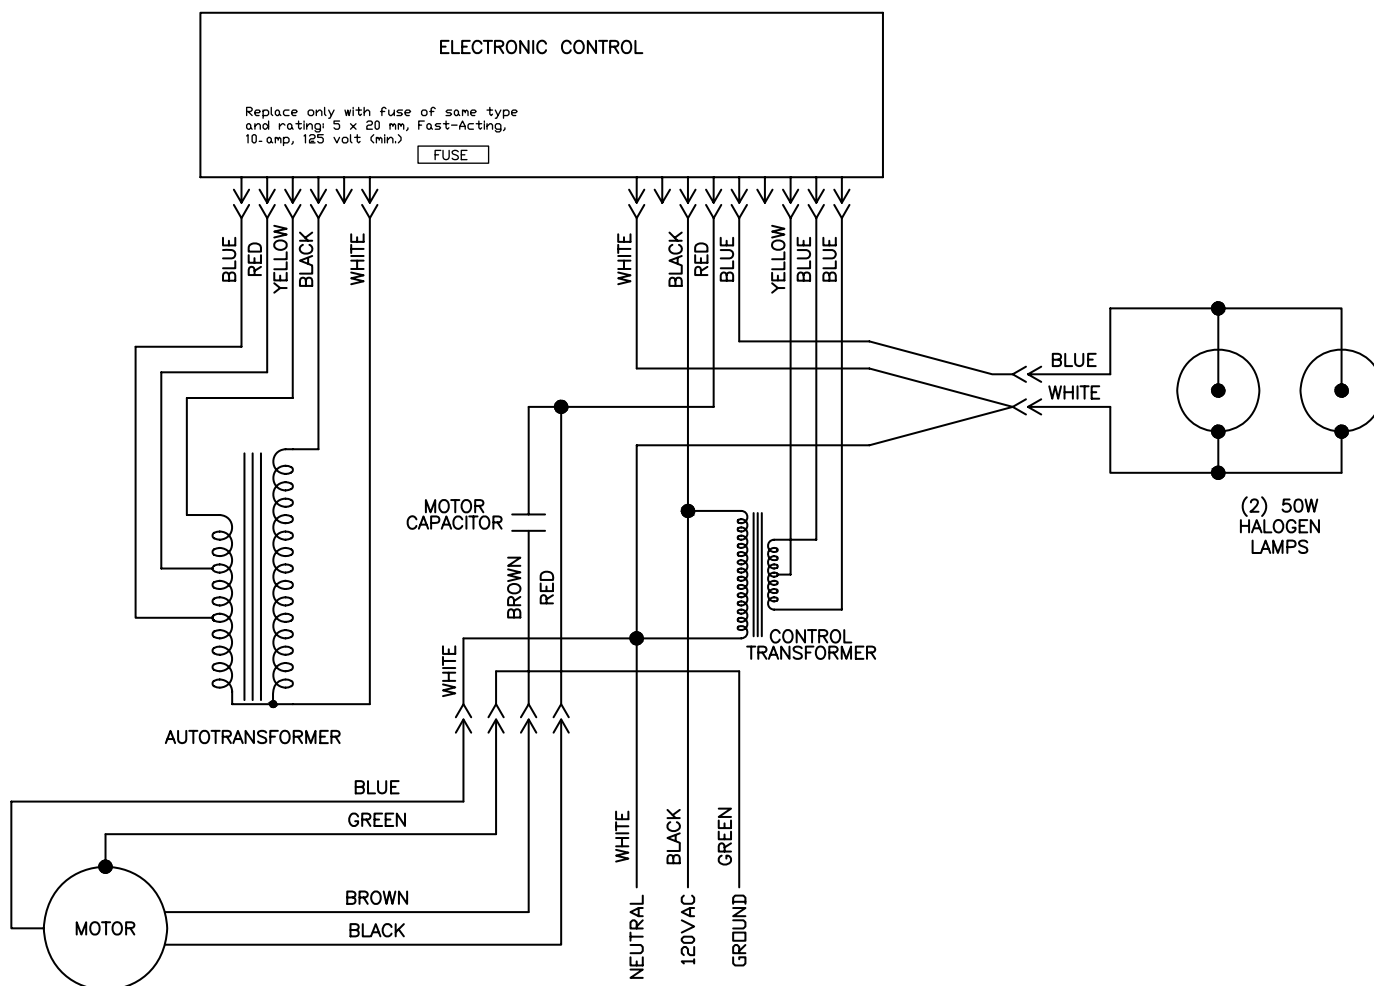 ELECTRONIC CONTROL
Replace only with fuse of same type
and rating: 5 x 20 mm, Fast-Acting,
10-amp, 125 volt (min.)
FUSE
BLUE
RED
YELLOW
BLACK
WHITE
WHITE
BLACK
RED
BLUE
YELLOW
BLUE
BLUE
BLUE
WHITE
(2) 50W
HALOGEN
LAMPS
MOTOR
CAPACITOR
BROWN
RED
CONTROL
TRANSFORMER
WHITE
AUTOTRANSFORMER
BLUE
GREEN
BROWN
BLACK
MOTOR
WHITE
BLACK
GREEN
NEUTRAL
120VAC
GROUND